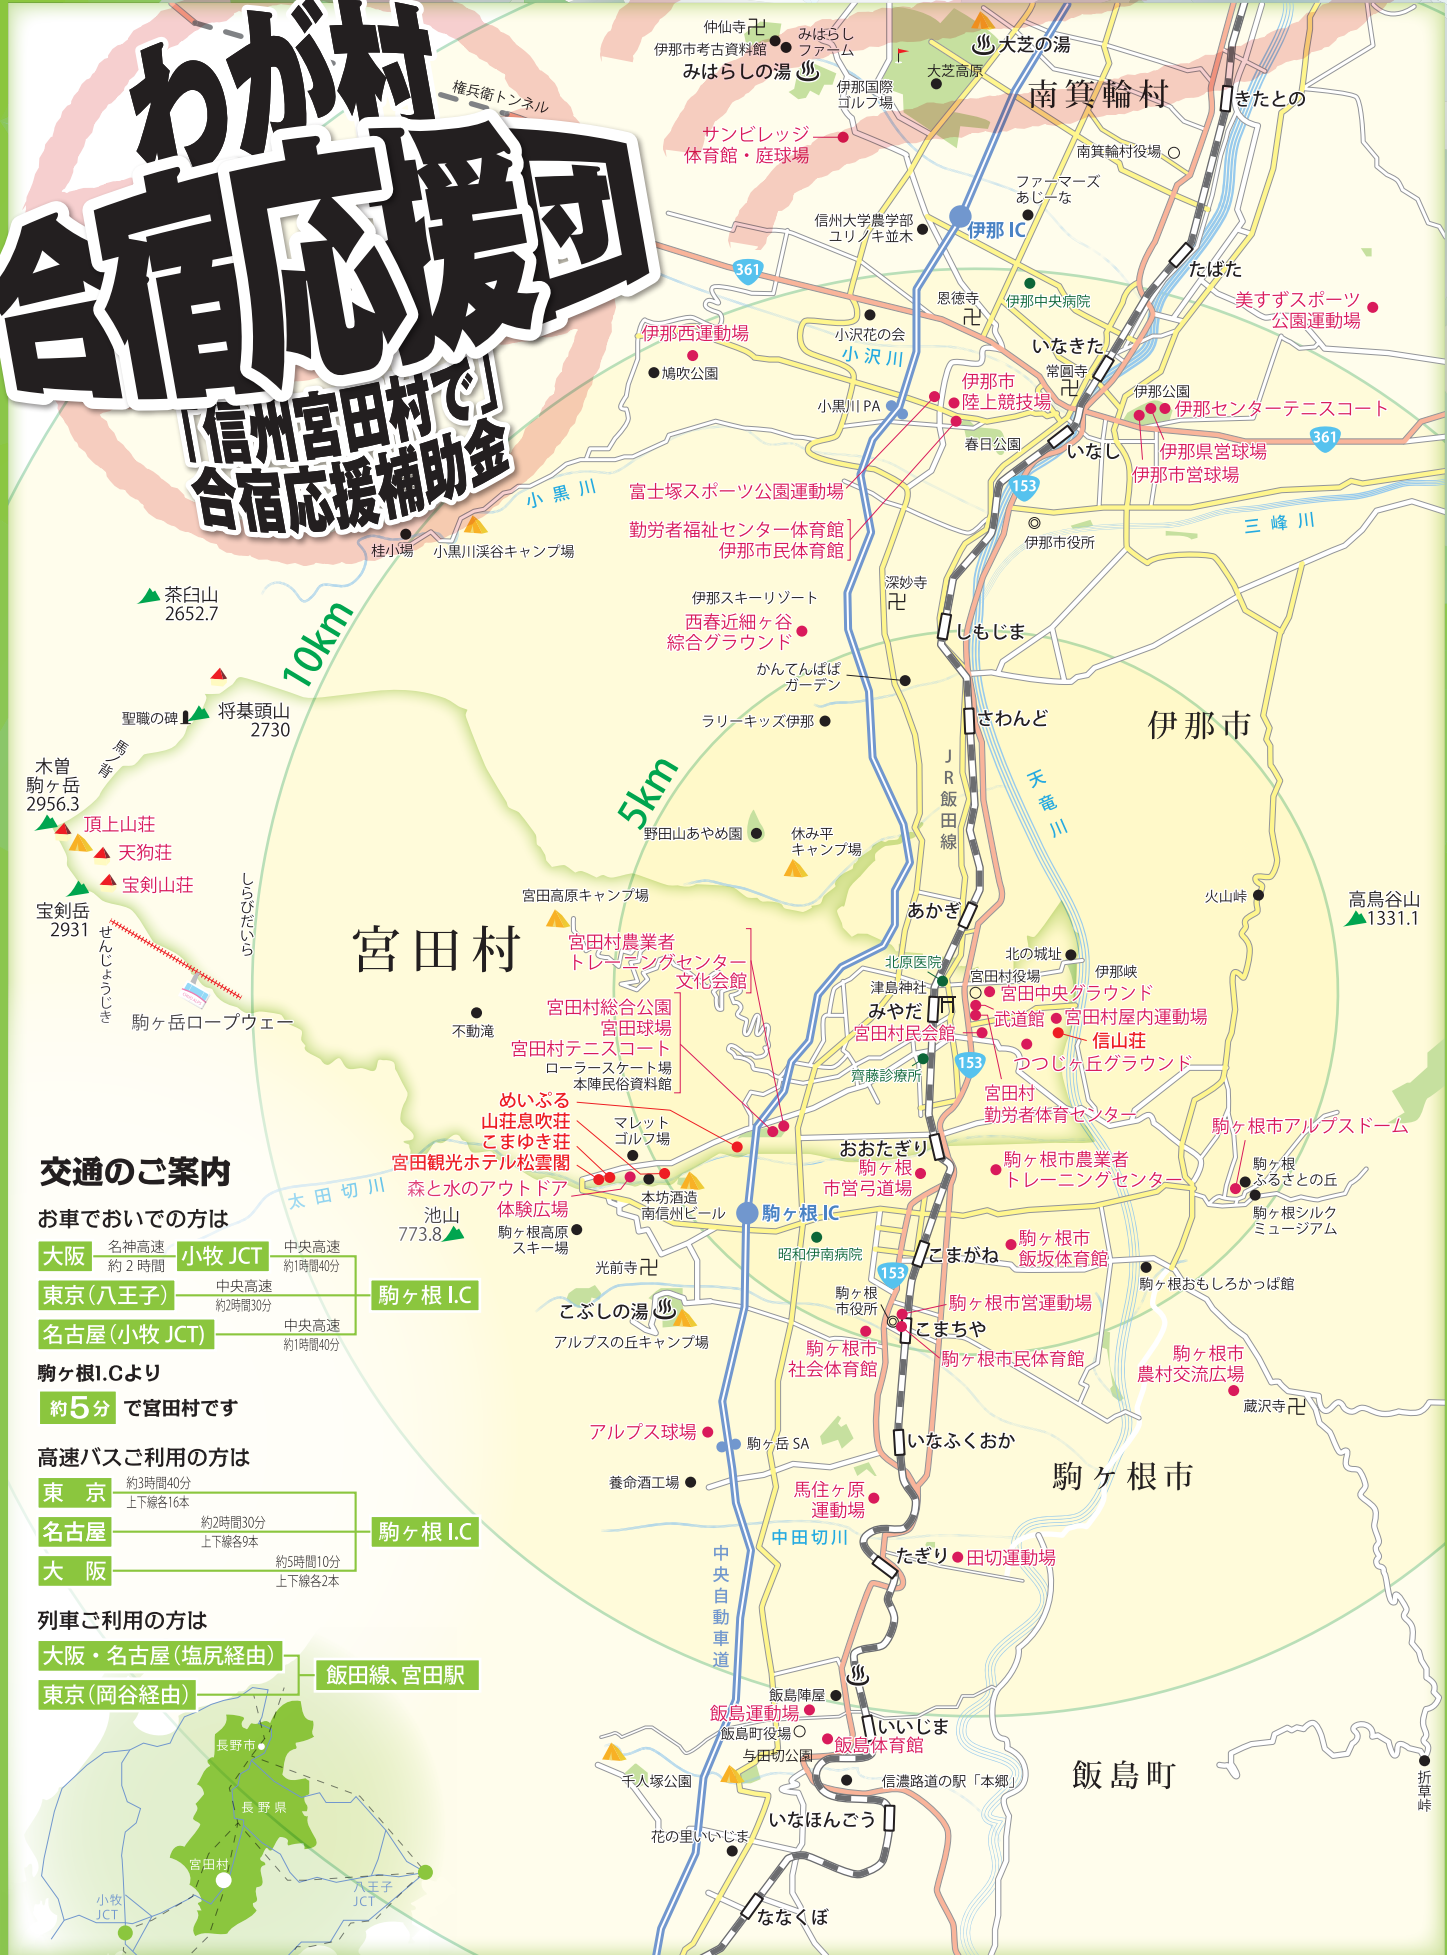 わが村
合宿応援団
「信州宮田村で」
合宿応援補助金
権兵衛トンネル
仲仙寺
伊那市考古資料館
みはらし
ファーム
みはらしの湯
大芝の湯
大芝高原
伊那国際
ゴルフ場
南箕輪村
きたとの
サンビレッジ
体育館・庭球場
南箕輪村役場
ファーマーズ
あじーな
信州大学農学部
ユリノキ並木
伊那 IC
361
たばた
恩徳寺
伊那中央病院
美すずスポーツ
公園運動場
小沢花の会
小沢川
伊那西運動場
鳩吹公園
いなきた
常圓寺
伊那市
陸上競技場
小黒川 PA
伊那公園
伊那センターテニスコート
春日公園
いなし
361
伊那県営球場
伊那市営球場
富士塚スポーツ公園運動場
153
小黒川
三峰川
勤労者福祉センター体育館
伊那市民体育館
伊那市役所
桂小場
小黒川渓谷キャンプ場
深妙寺
茶臼山
2652.7
10km
伊那スキーリゾート
西春近細ヶ谷
綜合グラウンド
しもじま
かんてんぱぱ
ガーデン
聖職の碑
将棊頭山
2730
ラリーキッズ伊那
さわんど
伊那市
馬ノ背
木曽
駒ヶ岳
2956.3
頂上山荘
天狗荘
宝剣山荘
宝剣岳
2931
しらびだいら
せんじょうじき
駒ヶ岳ロープウェー
5km
JR飯田線
天竜川
野田山あやめ園
休み平
キャンプ場
宮田高原キャンプ場
火山峠
高鳥谷山
1331.1
あかぎ
宮田村
宮田村農業者
トレーニングセンター
文化会館
北原医院
北の城址
伊那峡
津島神社
宮田村役場
宮田中央グラウンド
宮田村総合公園
宮田球場
宮田村テニスコート
ローラースケート場
本陣民俗資料館
みやだ
武道館
宮田村屋内運動場
宮田村民会館
信山荘
不動滝
つつじヶ丘グラウンド
齊藤診療所
153
宮田村
勤労者体育センター
めいぷる
山荘息吹荘
こまゆき荘
宮田観光ホテル松雲閣
森と水のアウトドア
体験広場
マレット
ゴルフ場
おおたぎり
駒ヶ根
市営弓道場
駒ヶ根市農業者
トレーニングセンター
駒ヶ根市アルプスドーム
駒ヶ根
ふるさとの丘
駒ヶ根シルク
ミュージアム
太田切川
池山
773.8
本坊酒造
南信州ビール
駒ヶ根高原
スキー場
駒ヶ根 IC
昭和伊南病院
こまがね
駒ヶ根市
飯坂体育館
光前寺
153
駒ヶ根おもしろかっぱ館
こぶしの湯
アルプスの丘キャンプ場
駒ヶ根
市役所
駒ヶ根市営運動場
こまちや
駒ヶ根市
社会体育館
駒ヶ根市民体育館
駒ヶ根市
農村交流広場
蔵沢寺
アルプス球場
駒ヶ岳 SA
いなふくおか
駒ヶ根市
養命酒工場
馬住ヶ原
運動場
中田切川
たぎり
田切運動場
中央自動車道
飯島陣屋
飯島運動場
飯島町役場
いいじま
飯島体育館
与田切公園
千人塚公園
信濃路道の駅「本郷」
飯島町
折草峠
いなほんごう
花の里いいじま
ななくぼ
交通のご案内
お車でおいでの方は
大阪
名神高速
約２時間
小牧 JCT
中央高速
約1時間40分
東京(八王子)
中央高速
約2時間30分
駒ヶ根 I.C
名古屋(小牧 JCT)
中央高速
約1時間40分
駒ヶ根I.Cより
約5分 で宮田村です
高速バスご利用の方は
東　京
約3時間40分
上下線各16本
名古屋
約2時間30分
上下線各9本
駒ヶ根 I.C
大　阪
約5時間10分
上下線各2本
列車ご利用の方は
大阪・名古屋(塩尻経由)
東京(岡谷経由)
飯田線、宮田駅
長野市
長野県
宮田村
小牧
JCT
八王子
JCT